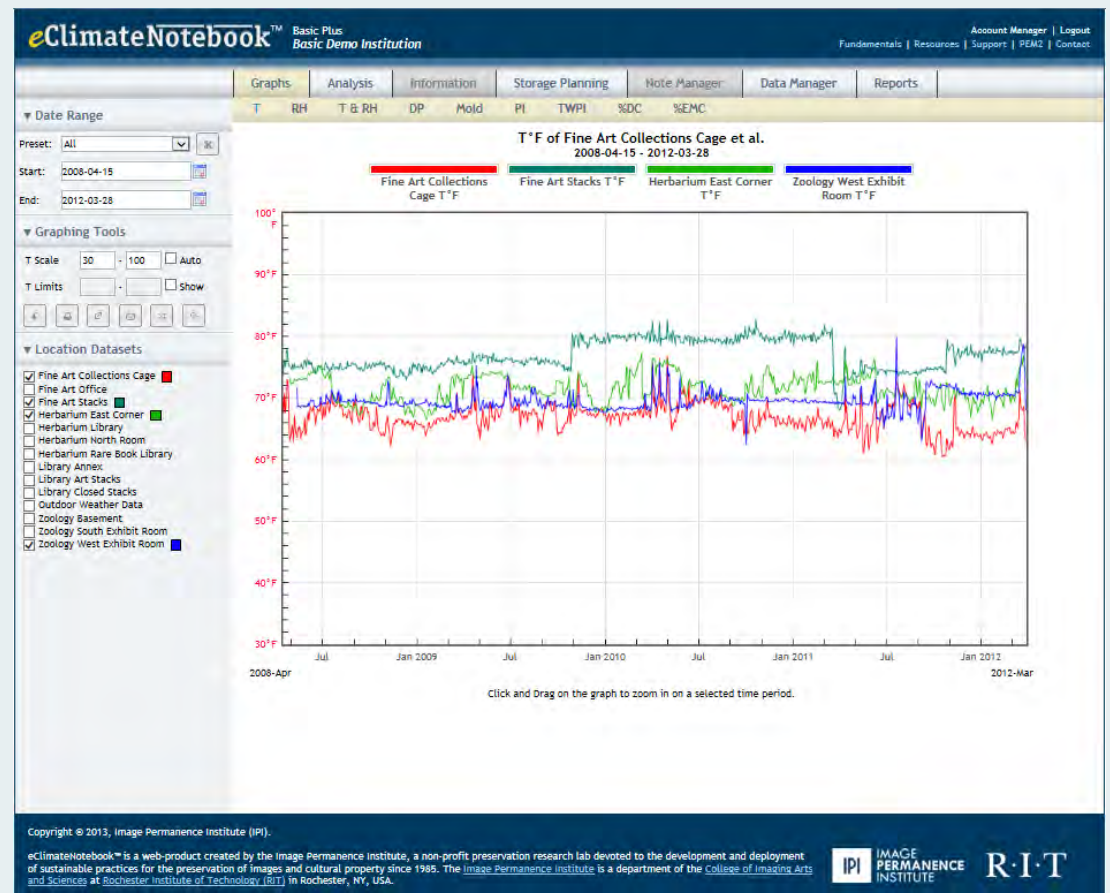 eClimateNotebook™ Basic Plus
Basic Demo Institution
Account Manager | Logout
Fundamentals | Resources | Support | PEM2 | Contact
Graphs Analysis Information Storage Planning Note Manager Data Manager Reports
T RH T & RH DP Mold PI TWPI %DC %EMC
▼ Date Range
Preset: All
Start: 2008-04-15
End: 2012-03-28
▼ Graphing Tools
T Scale 30 - 100 Auto
T Limits - Show
▼ Location Datasets
Fine Art Collections Cage
Fine Art Office
Fine Art Stacks
Herbarium East Corner
Herbarium Library
Herbarium North Room
Herbarium Rare Book Library
Library Annex
Library Art Stacks
Library Closed Stacks
Outdoor Weather Data
Zoology Basement
Zoology South Exhibit Room
Zoology West Exhibit Room
T°F of Fine Art Collections Cage et al.
2008-04-15 - 2012-03-28
Fine Art Collections Cage T°F
Fine Art Stacks T°F
Herbarium East Corner T°F
Zoology West Exhibit Room T°F
100°F
90°F
80°F
70°F
60°F
50°F
40°F
30°F
Jul Jan 2009 Jul Jan 2010 Jul Jan 2011 Jul Jan 2012
2008-Apr 2012-Mar
Click and Drag on the graph to zoom in on a selected time period.
Copyright © 2013, Image Permanence Institute (IPI).
eClimateNotebook™ is a web-product created by the Image Permanence Institute, a non-profit preservation research lab devoted to the development and deployment
of sustainable practices for the preservation of images and cultural property since 1985. The Image Permanence Institute is a department of the College of Imaging Arts
and Sciences at Rochester Institute of Technology (RIT) in Rochester, NY, USA.
IPI IMAGE PERMANENCE INSTITUTE
R·I·T